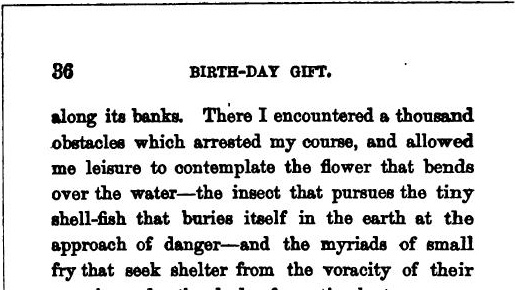 36
BIRTH-DAY GIFT.
along its banks. There I encountered a thousand
obstacles which arrested my course, and allowed
me leisure to contemplate the flower that bends
over the water—the insect that pursues the tiny
shell-fish that buries itself in the earth at the
approach of danger—and the myriads of small
fry that seek shelter from the voracity of their